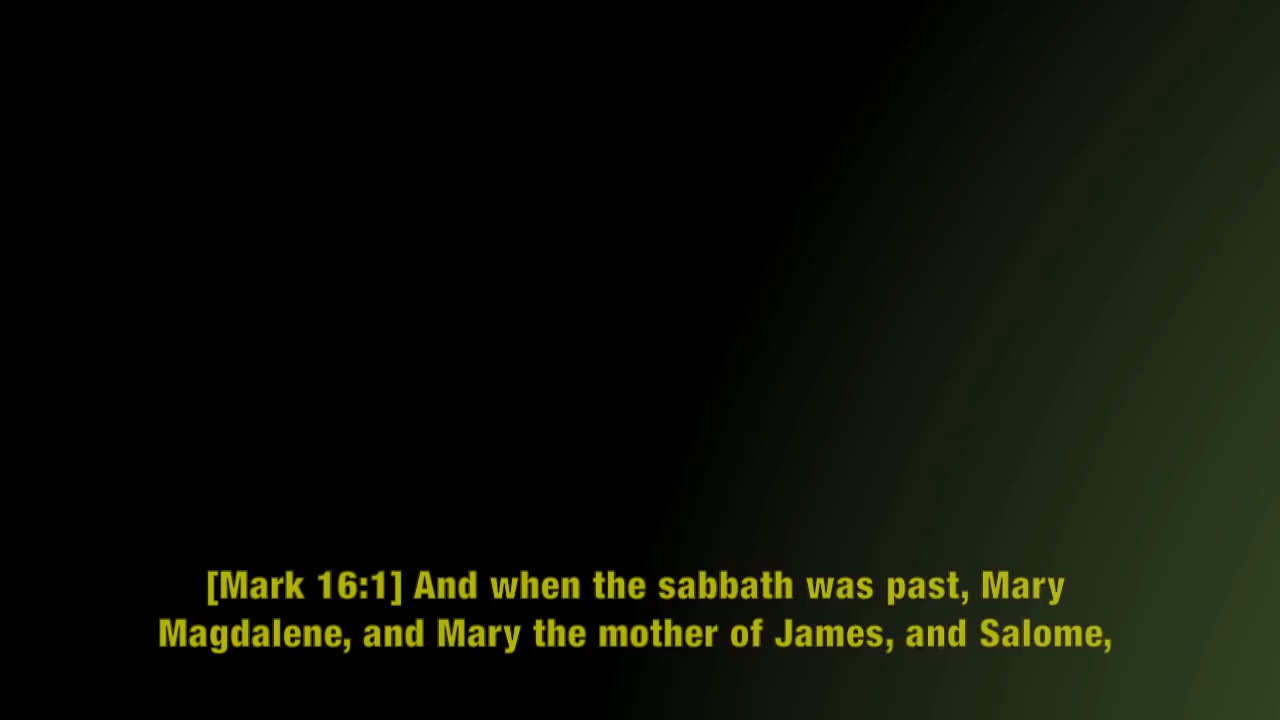 [Mark 16:1] And when the sabbath was past, Mary
Magdalene, and Mary the mother of James, and Salome,